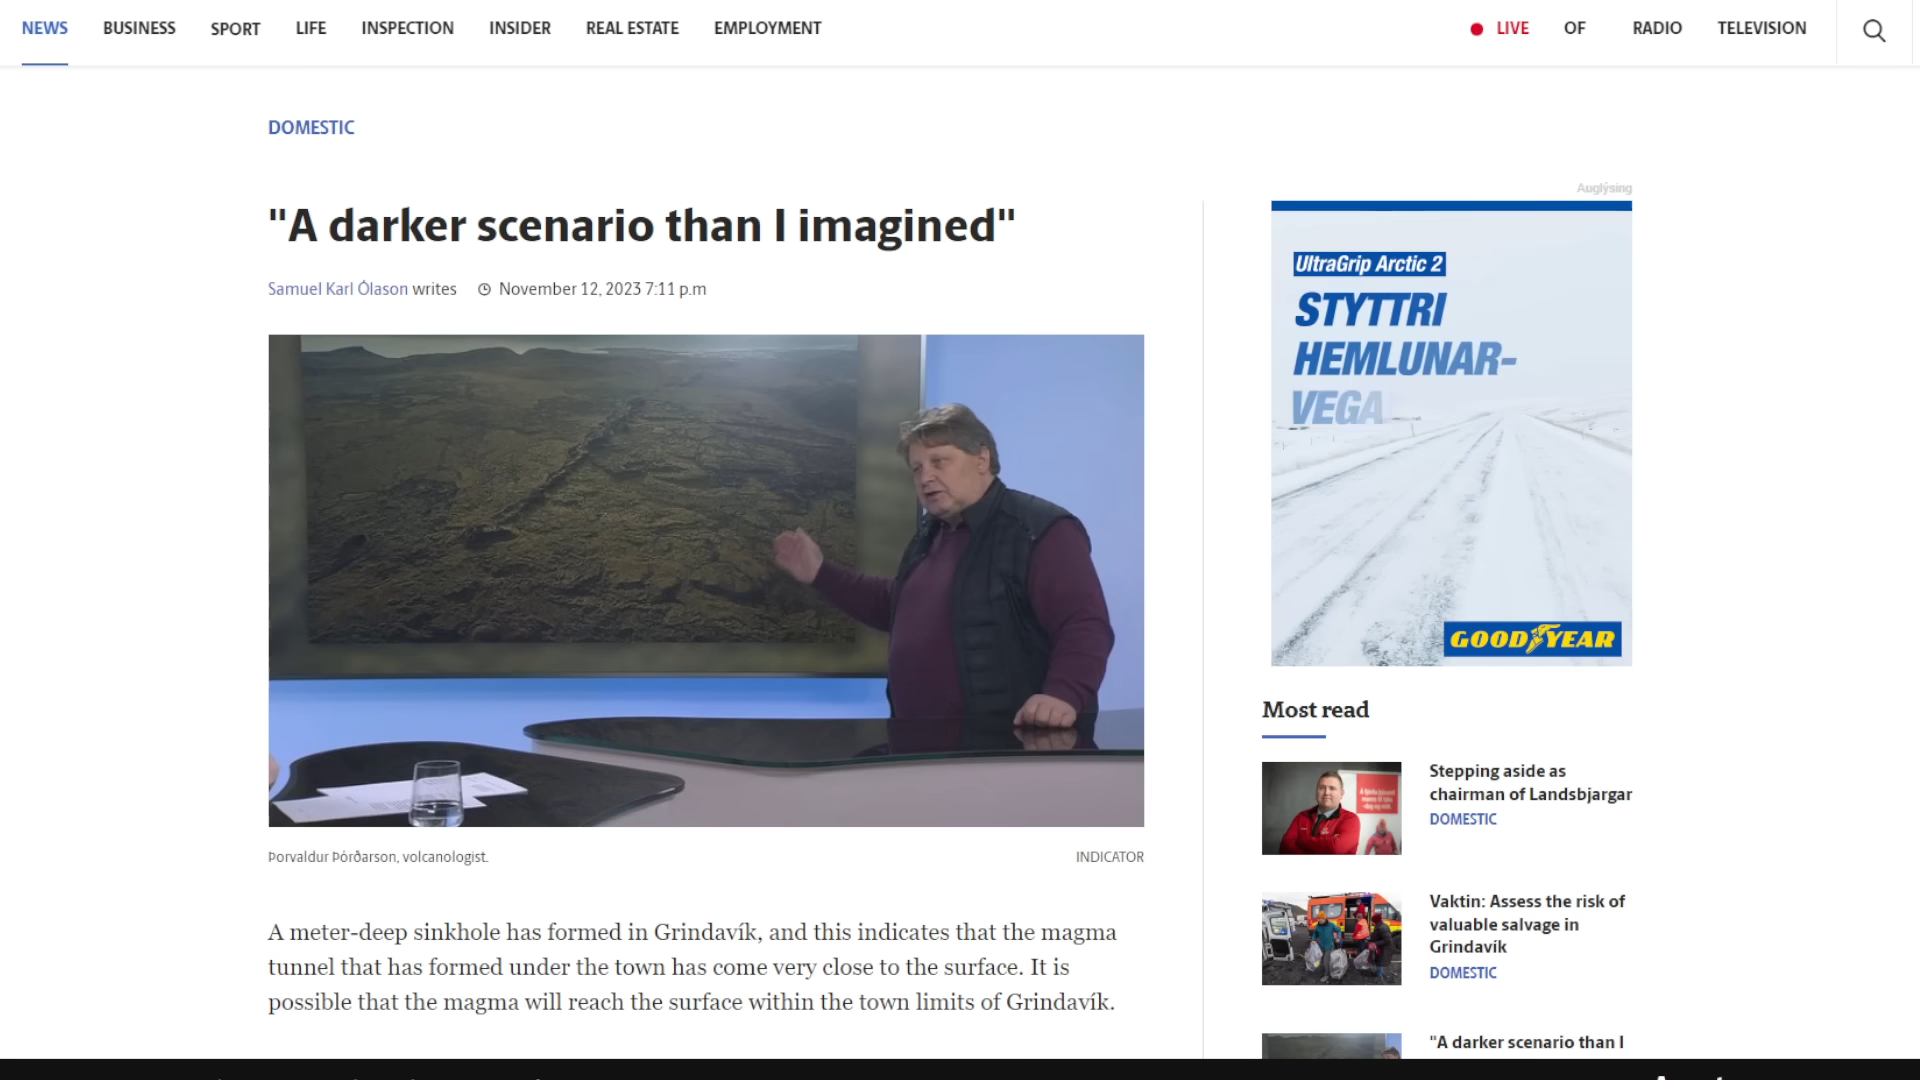 NEWS BUSINESS SPORT LIFE INSPECTION INSIDER REAL ESTATE EMPLOYMENT LIVE OF RADIO TELEVISION
DOMESTIC
"A darker scenario than I imagined"
Samuel Karl Ólason writes November 12, 2023 7:11 p.m
Þorvaldur Þórðarson, volcanologist.
INDICATOR
A meter-deep sinkhole has formed in Grindavík, and this indicates that the magma
tunnel that has formed under the town has come very close to the surface. It is
possible that the magma will reach the surface within the town limits of Grindavík.
Auglýsing
UltraGrip Arctic 2
STYTTRI
HEMLUNAR-
VEGA
GOODYEAR
Most read
Stepping aside as
chairman of Landsbjargar
DOMESTIC
Vaktin: Assess the risk of
valuable salvage in
Grindavík
DOMESTIC
"A darker scenario than I